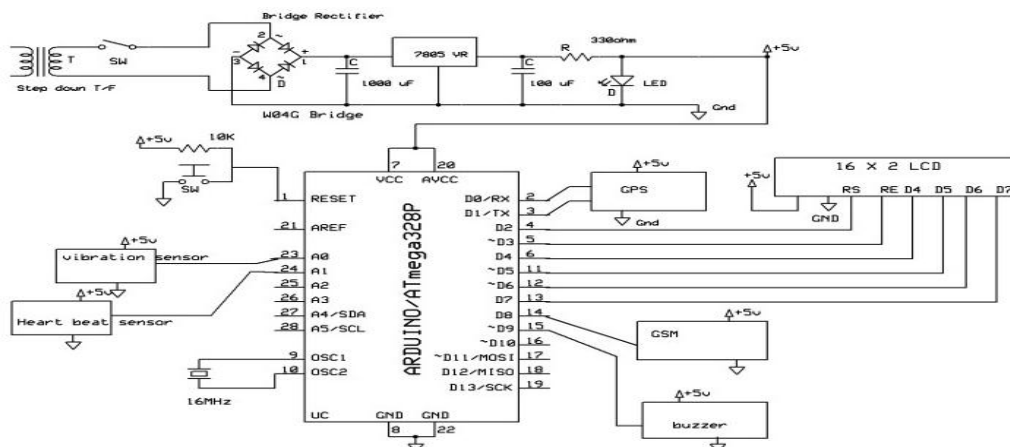 Bridge Rectifier
2 ~
- 3
+ 1
4 ~
D
T
SW
Step down T/F
W04G Bridge
C
1000 uF
7805 VR
C
100 uF
R 330ohm
D LED
+5v
Gnd
+5v 10K
SW
7 20
VCC AVCC
1 RESET
21 AREF
23 A0
24 A1
25 A2
26 A3
27 A4/SDA
28 A5/SCL
9 OSC1
10 OSC2
UC GND GND
8 22
ARDUINO/ATmega328P
D0/RX 2
D1/TX 3
D2 4
~D3 5
D4 6
~D5 11
~D6 12
D7 13
D8 14
~D9 15
~D10 16
~D11/MOSI 17
D12/MISO 18
D13/SCK 19
+5v
vibration sensor
+5v
Heart beat sensor
16MHz
+5v
GPS
Gnd
16 X 2 LCD
+5v
GND
RS RE D4 D5 D6 D7
+5v
GSM
+5v
buzzer